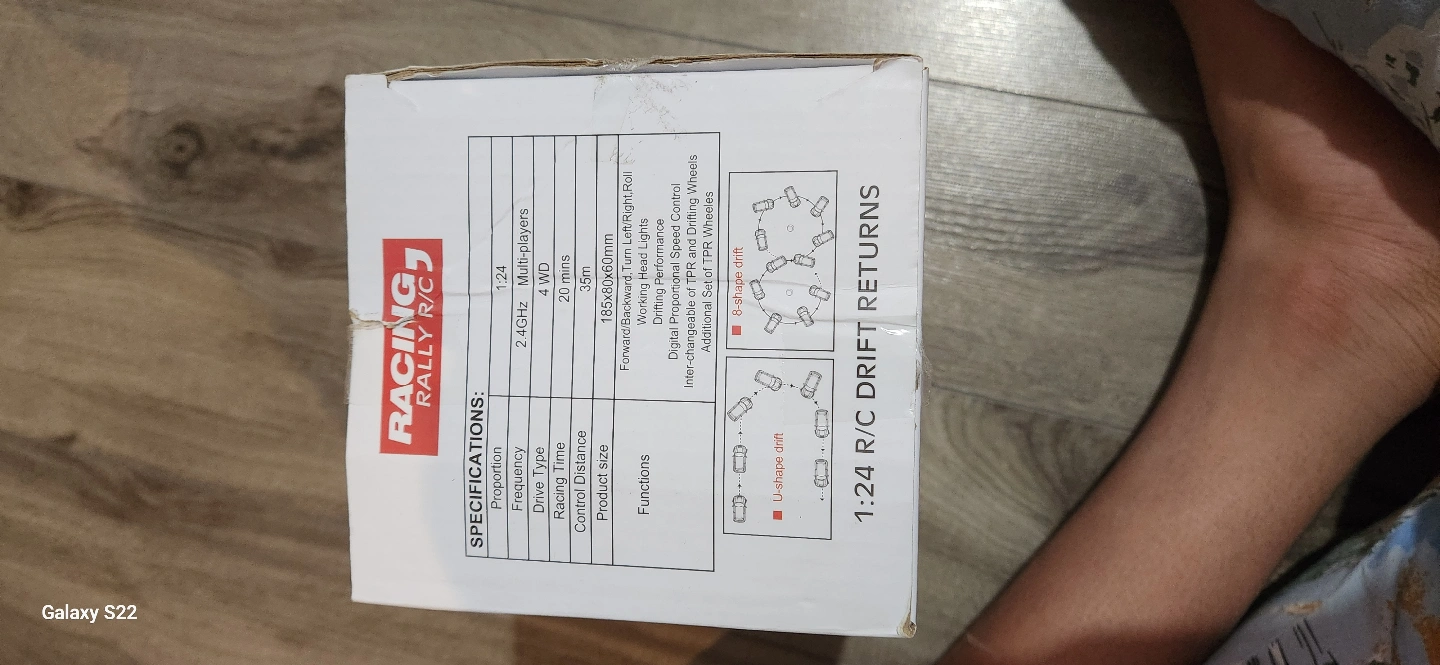 RACING
RALLY R/C
SPECIFICATIONS:
Proportion 1:24
Frequency 2.4GHz Multi-players
Drive Type 4 WD
Racing Time 20 mins
Control Distance 35m
Product size 185x80x60mm
Functions
Forward/Backward,Turn Left/Right,Roll
Working Head Lights
Drifting Performance
Digital Proportional Speed Control
Inter-changeable of TPR and Drifting Wheels
Additional Set of TPR Wheeles
U-shape drift
8-shape drift
1:24 R/C DRIFT RETURNS
Galaxy S22